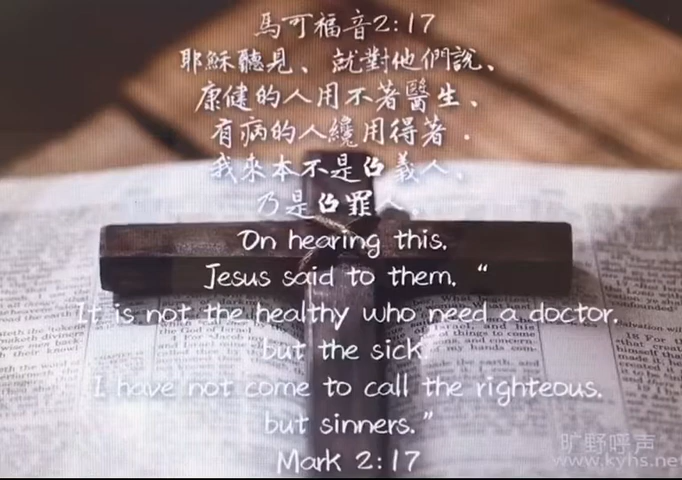 馬可福音2:17
耶穌聽見、就對他們說、
康健的人用不著醫生、
有病的人纔用得著.
我來本不是召義人、
乃是召罪人
On hearing this,
Jesus said to them, “
It is not the healthy who need a doctor,
but the sick.
I have not come to call the righteous,
but sinners.”
Mark 2:17
旷野呼声
www.kyhs.net